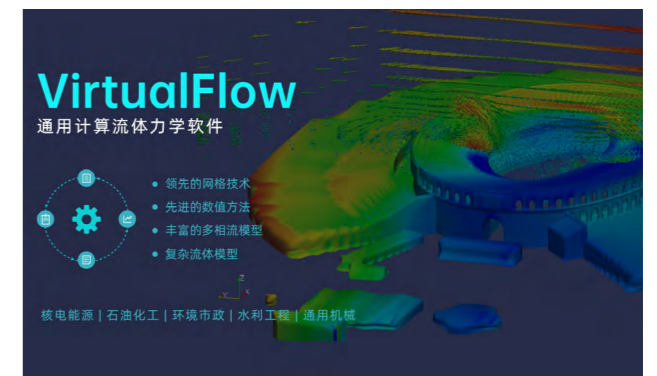 VirtualFlow
通用计算流体力学软件
领先的网格技术
先进的数值方法
丰富的多相流模型
复杂流体模型
Z
Y X
核电能源 | 石油化工 | 环境市政 | 水利工程 | 通用机械